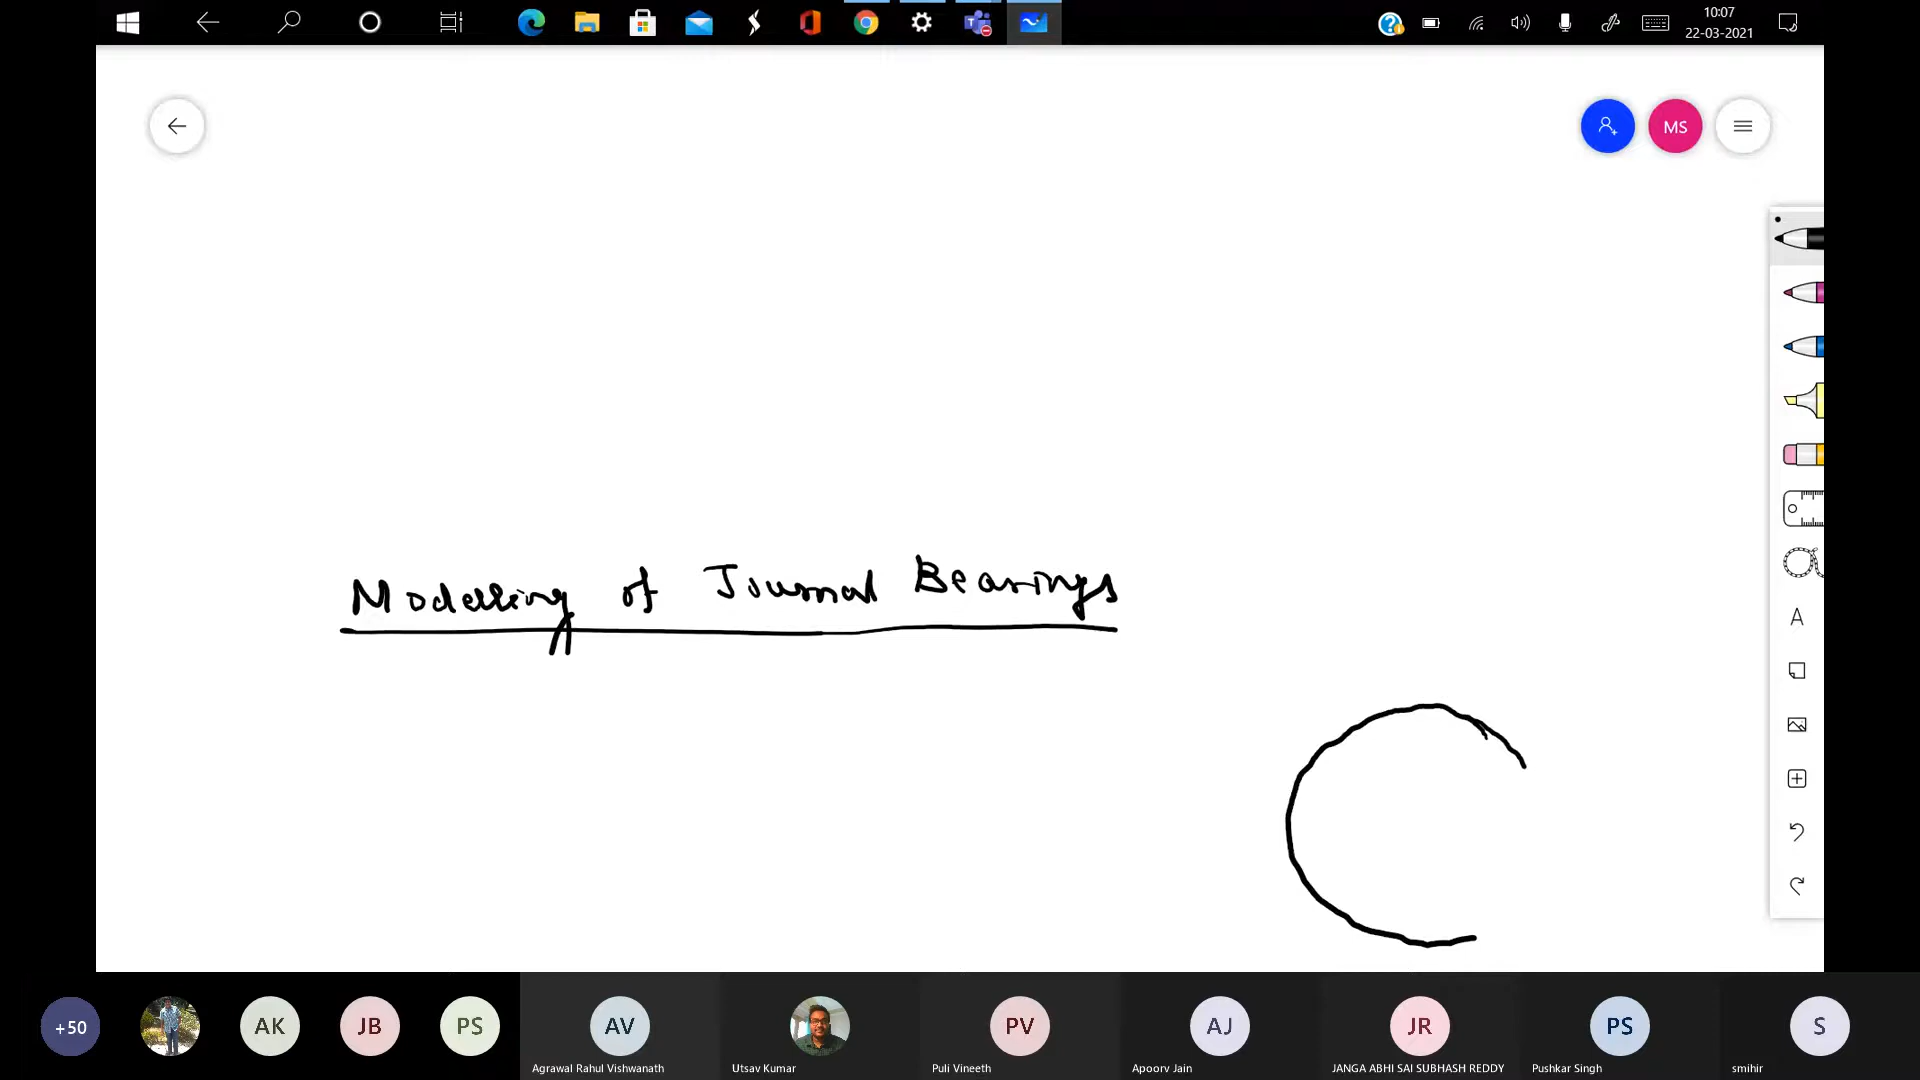 10:07
22-03-2021
MS
A
Modelling of Journal Bearings
+50
AK
JB
PS
AV
PV
AJ
JR
PS
S
Agrawal Rahul Vishwanath
Utsav Kumar
Puli Vineeth
Apoorv Jain
JANGA ABHI SAI SUBHASH REDDY
Pushkar Singh
smihir